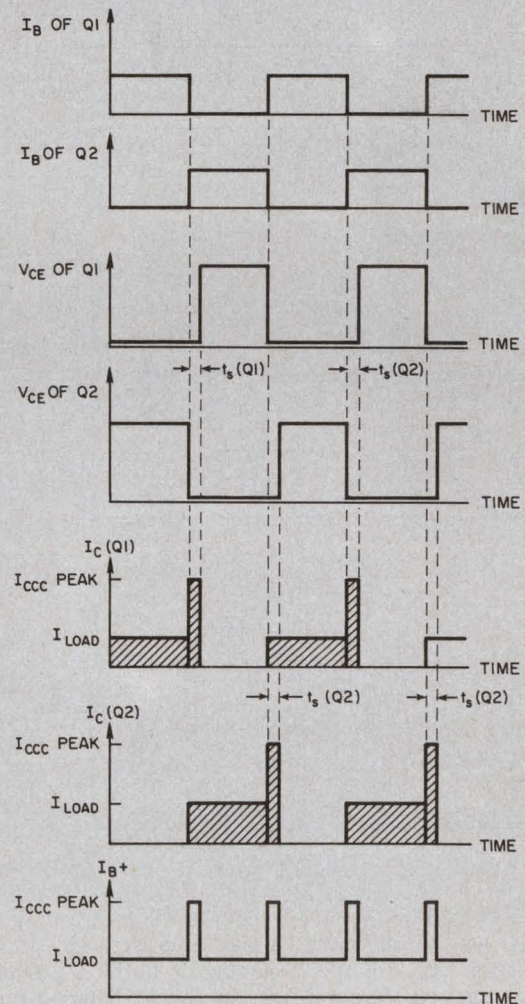 I_B OF Q1
TIME
I_B OF Q2
TIME
V_CE OF Q1
TIME
t_s(Q1)
t_s(Q2)
V_CE OF Q2
TIME
I_C (Q1)
I_CCC PEAK
I_LOAD
TIME
t_s (Q2)
t_s(Q2)
I_C (Q2)
I_CCC PEAK
I_LOAD
TIME
I_B+
I_CCC PEAK
I_LOAD
TIME